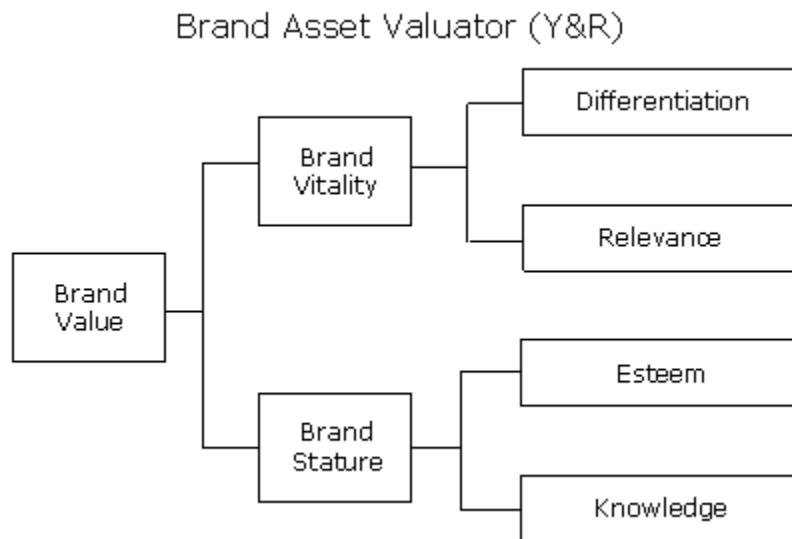 Brand Asset Valuator (Y&R)
Differentiation
Brand
Vitality
Relevance
Brand
Value
Esteem
Brand
Stature
Knowledge